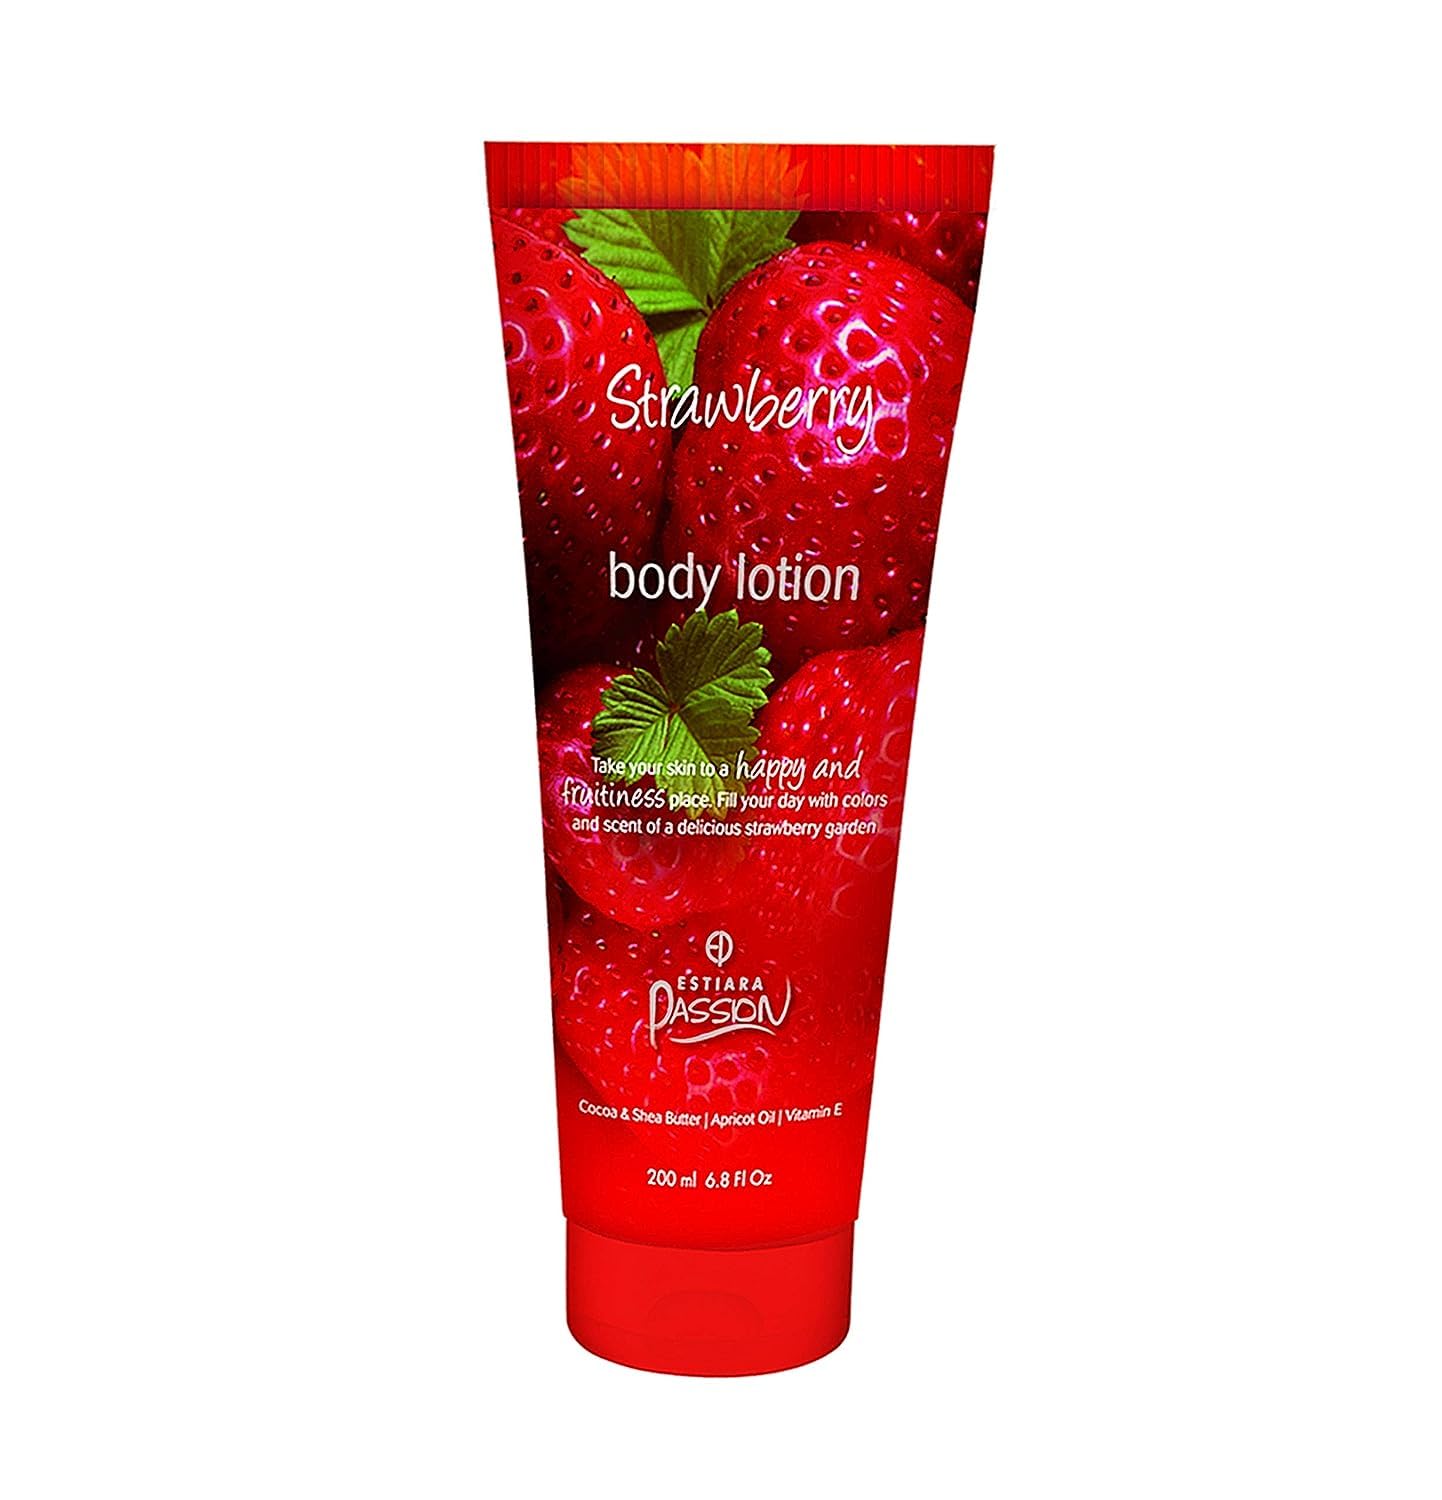 Strawberry
body lotion
Take your skin to a happy and
fruitiness place. Fill your day with colors
and scent of a delicious strawberry garden
EP
ESTIARA
PASSION
Cocoa & Shea Butter | Apricot Oil | Vitamin E
200 ml 6.8 Fl Oz